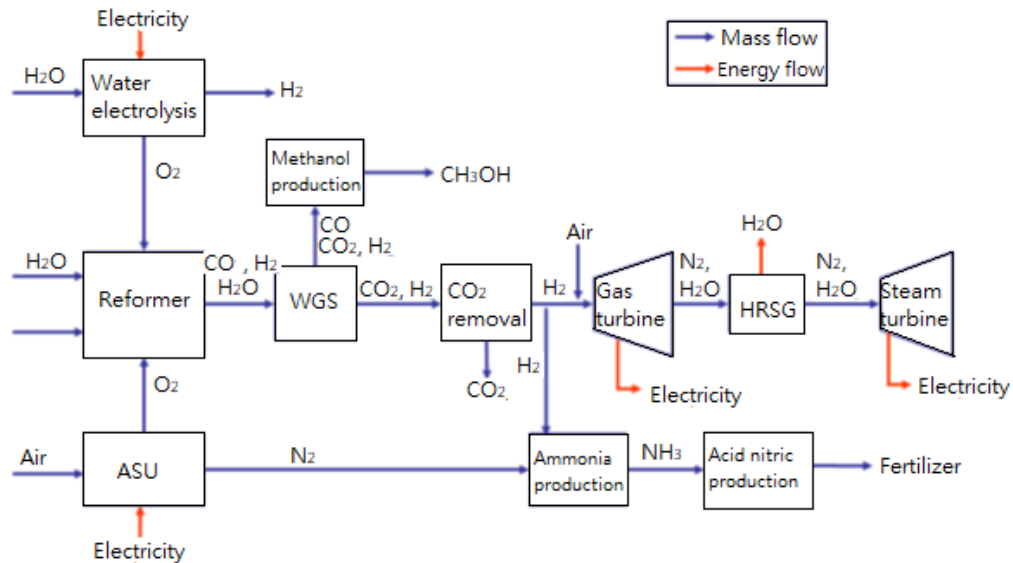 Electricity
Mass flow
Energy flow
H2O
Water
electrolysis
H2
O2
Methanol
production
CH3OH
CO
CO2, H2
Air
H2O
H2O
Reformer
CO , H2
H2O
WGS
CO2, H2
CO2
removal
H2
Gas
turbine
N2,
H2O
HRSG
N2,
H2O
Steam
turbine
O2
CO2
H2
Electricity
Electricity
Air
ASU
N2
Ammonia
production
NH3
Acid nitric
production
Fertilizer
Electricity